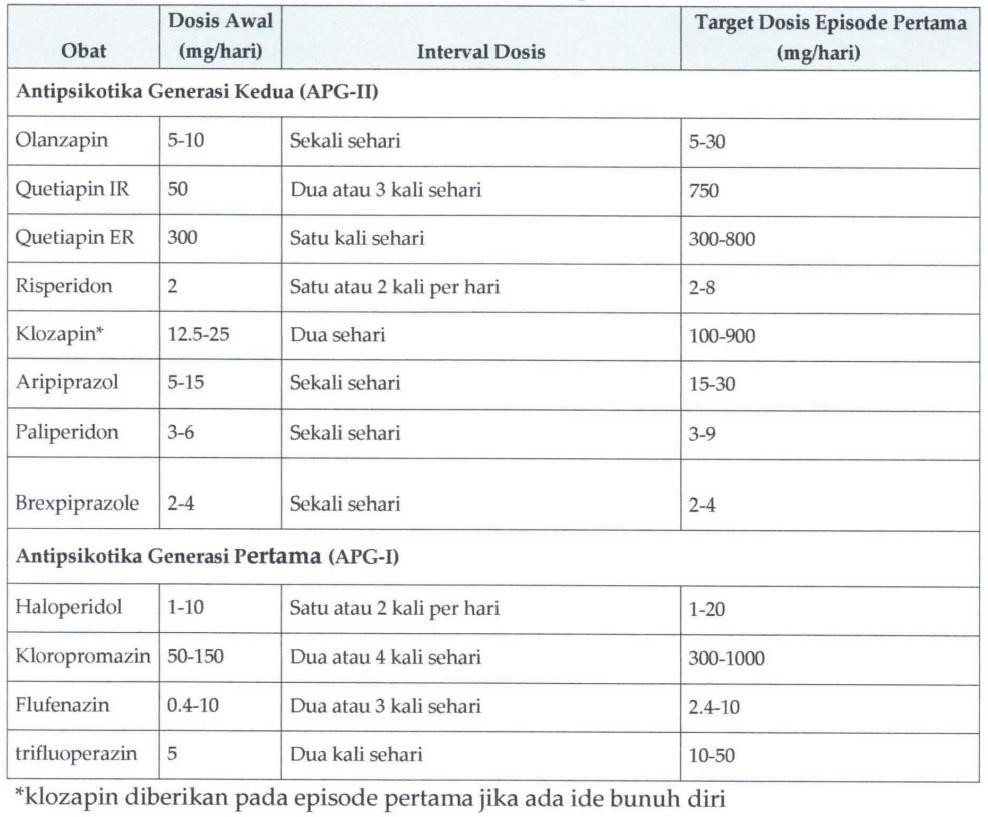 Obat Dosis Awal (mg/hari) Interval Dosis Target Dosis Episode Pertama (mg/hari)
Antipsikotika Generasi Kedua (APG-II)
Olanzapin 5-10 Sekali sehari 5-30
Quetiapin IR 50 Dua atau 3 kali sehari 750
Quetiapin ER 300 Satu kali sehari 300-800
Risperidon 2 Satu atau 2 kali per hari 2-8
Klozapin* 12.5-25 Dua sehari 100-900
Aripiprazol 5-15 Sekali sehari 15-30
Paliperidon 3-6 Sekali sehari 3-9
Brexpiprazole 2-4 Sekali sehari 2-4
Antipsikotika Generasi Pertama (APG-I)
Haloperidol 1-10 Satu atau 2 kali per hari 1-20
Kloropromazin 50-150 Dua atau 4 kali sehari 300-1000
Flufenazin 0.4-10 Dua atau 3 kali sehari 2.4-10
trifluoperazin 5 Dua kali sehari 10-50
*klozapin diberikan pada episode pertama jika ada ide bunuh diri